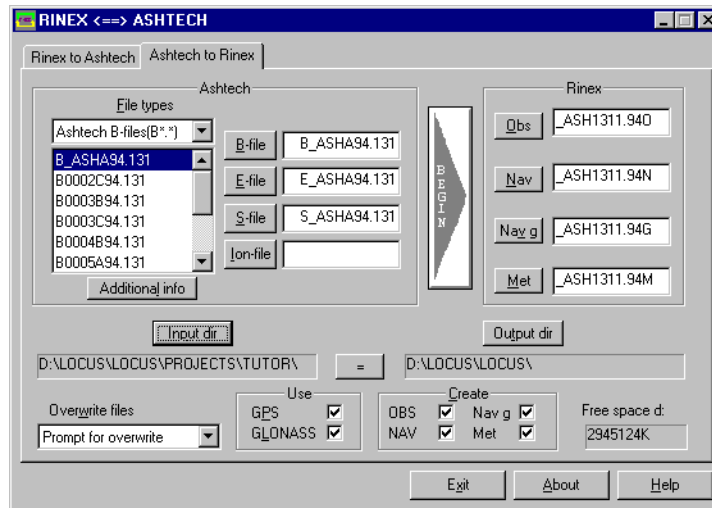 RINEX <==> ASHTECH
Rinex to Ashtech
Ashtech to Rinex
Ashtech
File types
Ashtech B-files(B*.*)
B_ASHA94.131
B0002C94.131
B0003B94.131
B0003C94.131
B0004B94.131
B0005A94.131
Additional info
B-file
B_ASHA94.131
E-file
E_ASHA94.131
S-file
S_ASHA94.131
Ion-file
BEGIN
Rinex
Obs
_ASH1311.94O
Nav
_ASH1311.94N
Nav g
_ASH1311.94G
Met
_ASH1311.94M
Input dir
Output dir
D:\LOCUS\LOCUS\PROJECTS\TUTOR\
=
D:\LOCUS\LOCUS\
Overwrite files
Prompt for overwrite
Use
GPS
GLONASS
Create
OBS
Nav g
NAV
Met
Free space d:
2945124K
Exit
About
Help